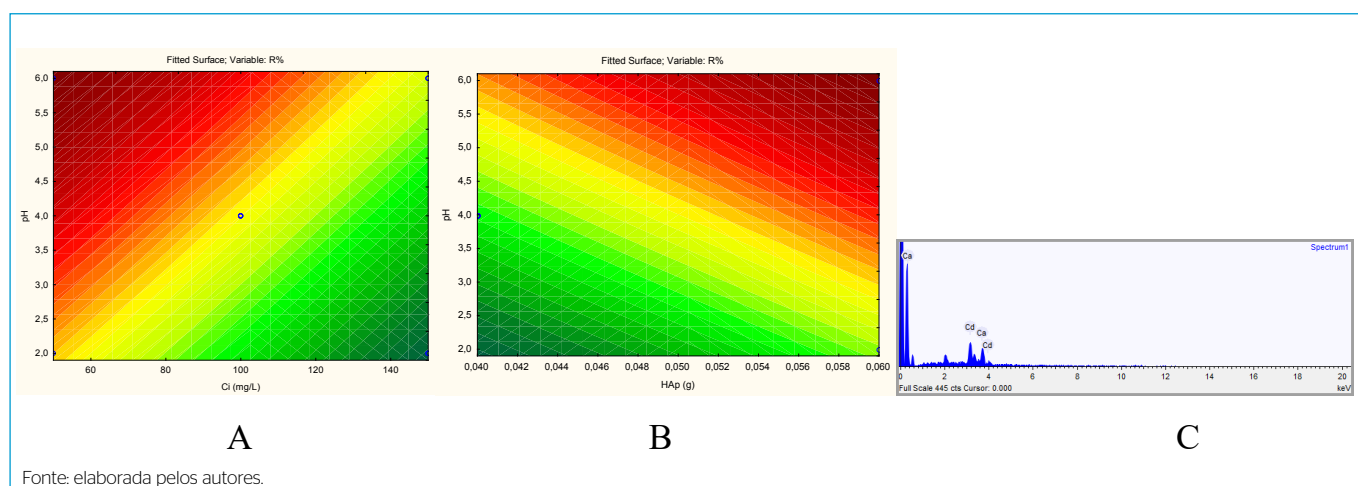 Fitted Surface; Variable: R%
6,0
5,5
5,0
4,5
4,0
3,5
3,0
2,5
2,0
pH
60 80 100 120 140
Ci (mg/L)
A
Fitted Surface; Variable: R%
6,0
5,5
5,0
4,5
4,0
3,5
3,0
2,5
2,0
pH
0,040 0,042 0,044 0,046 0,048 0,050 0,052 0,054 0,056 0,058 0,060
HAp (g)
B
Spectrum1
Ca
Cd
Ca
Cd
0 2 4 6 8 10 12 14 16 18 20
Full Scale 445 cts Cursor: 0.000 keV
C
Fonte: elaborada pelos autores.